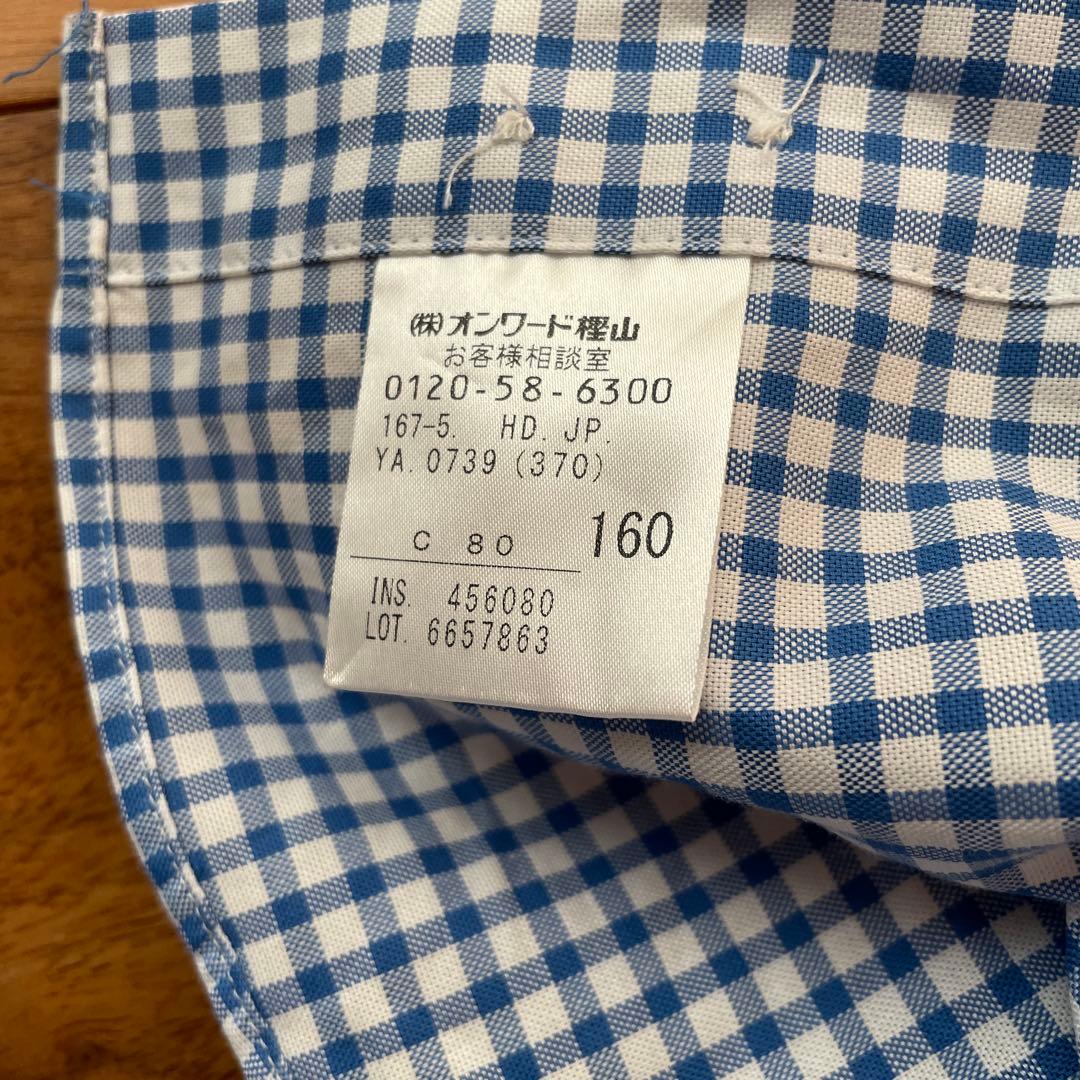 (株)オンワード樫山
お客様相談室
0120-58-6300
167-5. HD. JP.
YA. 0739 (370)
C 80
160
INS. 456080
LOT. 6657863